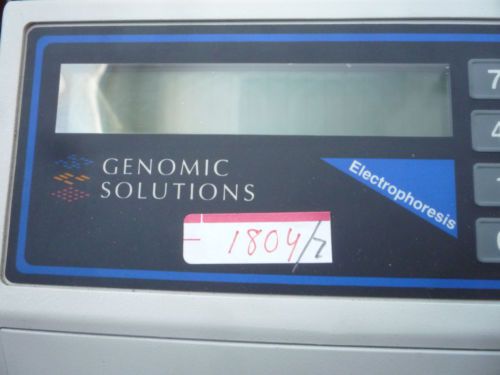 GENOMIC
SOLUTIONS
Electrophoresis
1804/2
7
4